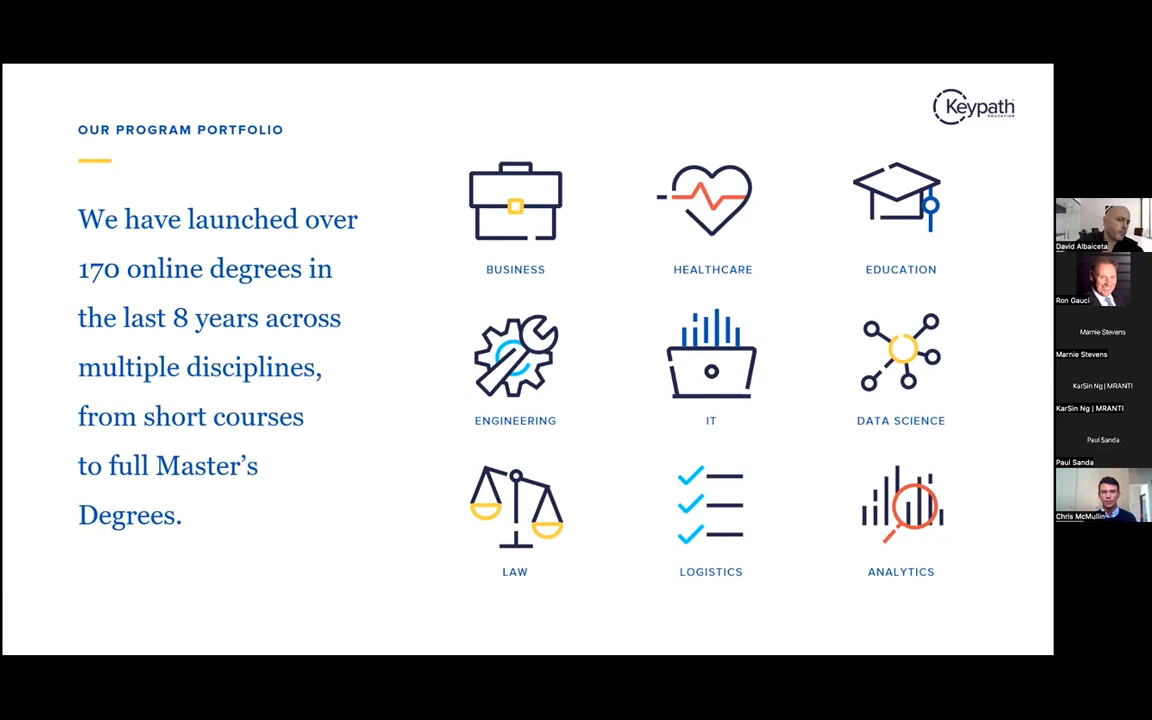 OUR PROGRAM PORTFOLIO
Keypath
EDUCATION
We have launched over
170 online degrees in
the last 8 years across
multiple disciplines,
from short courses
to full Master’s
Degrees.
BUSINESS
HEALTHCARE
EDUCATION
ENGINEERING
IT
DATA SCIENCE
LAW
LOGISTICS
ANALYTICS
David Albaiceta
Ron Gauci
Marnie Stevens
Marnie Stevens
KarSin Ng | MRANTI
KarSin Ng | MRANTI
Paul Sanda
Paul Sanda
Chris McMullin